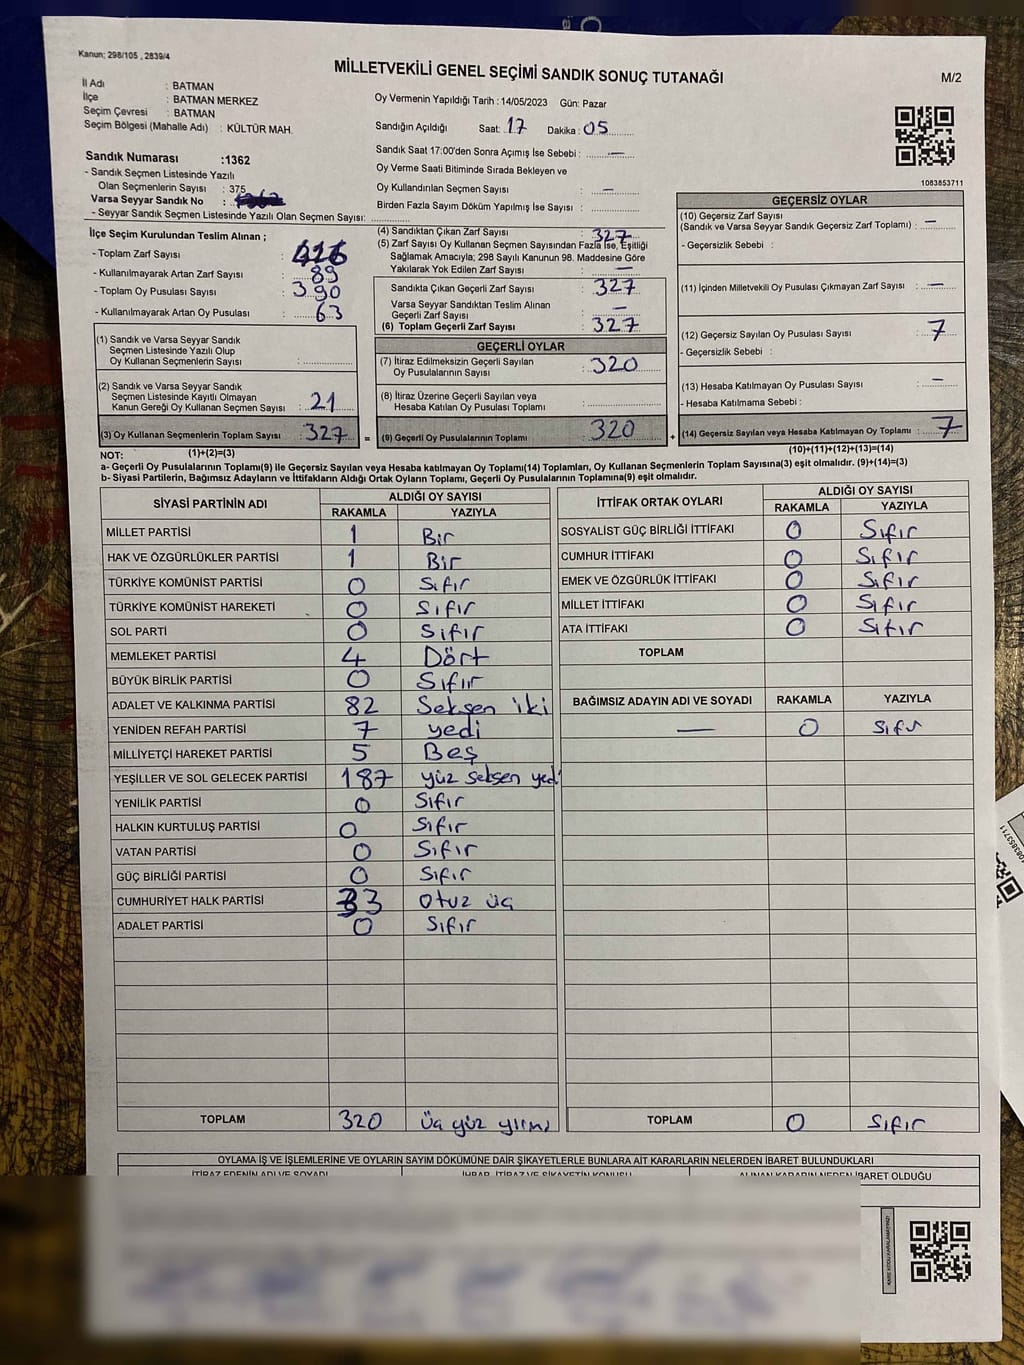 Kanun: 298/105 , 2839/4
MİLLETVEKİLİ GENEL SEÇİMİ SANDIK SONUÇ TUTANAĞI
M/2
İl Adı : BATMAN
İlçe : BATMAN MERKEZ
Seçim Çevresi : BATMAN
Seçim Bölgesi (Mahalle Adı) : KÜLTÜR MAH.
Oy Vermenin Yapıldığı Tarih : 14/05/2023 Gün: Pazar
Sandığın Açıldığı Saat: 17 Dakika : 05
Sandık Saat 17:00'den Sonra Açımış İse Sebebi : —
Oy Verme Saati Bitiminde Sırada Bekleyen ve
Oy Kullandırılan Seçmen Sayısı : —
Birden Fazla Sayım Döküm Yapılmış İse Sayısı :
Sandık Numarası :1362
- Sandık Seçmen Listesinde Yazılı
Olan Seçmenlerin Sayısı : 375
Varsa Seyyar Sandık No :
- Seyyar Sandık Seçmen Listesinde Yazılı Olan Seçmen Sayısı:
1083853711
İlçe Seçim Kurulundan Teslim Alınan ;
- Toplam Zarf Sayısı : 416
- Kullanılmayarak Artan Zarf Sayısı : 89
- Toplam Oy Pusulası Sayısı : 390
- Kullanılmayarak Artan Oy Pusulası : 63
(1) Sandık ve Varsa Seyyar Sandık
Seçmen Listesinde Yazılı Olup
Oy Kullanan Seçmenlerin Sayısı :
(2) Sandık ve Varsa Seyyar Sandık
Seçmen Listesinde Kayıtlı Olmayan
Kanun Gereği Oy Kullanan Seçmen Sayısı : 21
(3) Oy Kullanan Seçmenlerin Toplam Sayısı : 327
(4) Sandıktan Çıkan Zarf Sayısı : 327
(5) Zarf Sayısı Oy Kullanan Seçmen Sayısından Fazla İse, Eşitliği
Sağlamak Amacıyla; 298 Sayılı Kanunun 98. Maddesine Göre
Yakılarak Yok Edilen Zarf Sayısı : —
Sandıkta Çıkan Geçerli Zarf Sayısı : 327
Varsa Seyyar Sandıktan Teslim Alınan
Geçerli Zarf Sayısı : —
(6) Toplam Geçerli Zarf Sayısı : 327
GEÇERLİ OYLAR
(7) İtiraz Edilmeksizin Geçerli Sayılan
Oy Pusulalarının Sayısı : 320
(8) İtiraz Üzerine Geçerli Sayılan veya
Hesaba Katılan Oy Pusulası Toplamı :
= (9) Geçerli Oy Pusulalarının Toplamı : 320
GEÇERSİZ OYLAR
(10) Geçersiz Zarf Sayısı
(Sandık ve Varsa Seyyar Sandık Geçersiz Zarf Toplamı) : —
- Geçersizlik Sebebi :
(11) İçinden Milletvekili Oy Pusulası Çıkmayan Zarf Sayısı : —
(12) Geçersiz Sayılan Oy Pusulası Sayısı : 7
- Geçersizlik Sebebi :
(13) Hesaba Katılmayan Oy Pusulası Sayısı : —
- Hesaba Katılmama Sebebi :
+ (14) Geçersiz Sayılan veya Hesaba Katılmayan Oy Toplamı : 7
NOT: (1)+(2)=(3)
(10)+(11)+(12)+(13)=(14)
a- Geçerli Oy Pusulalarının Toplamı(9) ile Geçersiz Sayılan veya Hesaba katılmayan Oy Toplamı(14) Toplamları, Oy Kullanan Seçmenlerin Toplam Sayısına(3) eşit olmalıdır. (9)+(14)=(3)
b- Siyasi Partilerin, Bağımsız Adayların ve İttifakların Aldığı Ortak Oyların Toplamı, Geçerli Oy Pusulalarının Toplamına(9) eşit olmalıdır.
SİYASİ PARTİNİN ADI ALDIĞI OY SAYISI
RAKAMLA YAZIYLA
MİLLET PARTİSİ 1 Bir
HAK VE ÖZGÜRLÜKLER PARTİSİ 1 Bir
TÜRKİYE KOMÜNİST PARTİSİ 0 Sıfır
TÜRKİYE KOMÜNİST HAREKETİ 0 Sıfır
SOL PARTİ 0 Sıfır
MEMLEKET PARTİSİ 4 Dört
BÜYÜK BİRLİK PARTİSİ 0 Sıfır
ADALET VE KALKINMA PARTİSİ 82 Seksen iki
YENİDEN REFAH PARTİSİ 7 yedi
MİLLİYETÇİ HAREKET PARTİSİ 5 Beş
YEŞİLLER VE SOL GELECEK PARTİSİ 187 yüz seksen yedi
YENİLİK PARTİSİ 0 Sıfır
HALKIN KURTULUŞ PARTİSİ 0 Sıfır
VATAN PARTİSİ 0 Sıfır
GÜÇ BİRLİĞİ PARTİSİ 0 Sıfır
CUMHURİYET HALK PARTİSİ 33 Otuz üç
ADALET PARTİSİ 0 Sıfır
TOPLAM 320 Üç yüz yirmi
İTTİFAK ORTAK OYLARI ALDIĞI OY SAYISI
RAKAMLA YAZIYLA
SOSYALİST GÜÇ BİRLİĞİ İTTİFAKI 0 Sıfır
CUMHUR İTTİFAKI 0 Sıfır
EMEK VE ÖZGÜRLÜK İTTİFAKI 0 Sıfır
MİLLET İTTİFAKI 0 Sıfır
ATA İTTİFAKI 0 Sıfır
TOPLAM
BAĞIMSIZ ADAYIN ADI VE SOYADI RAKAMLA YAZIYLA
— 0 Sıfır
TOPLAM 0 Sıfır
OYLAMA İŞ VE İŞLEMLERİNE VE OYLARIN SAYIM DÖKÜMÜNE DAİR ŞİKAYETLERLE BUNLARA AİT KARARLARIN NELERDEN İBARET BULUNDUKLARI
İTİRAZ EDENİN ADI VE SOYADI İHBAR, İTİRAZ VE ŞİKAYETİN KONUSU ALINAN KARARIN NEDEN İBARET OLDUĞU